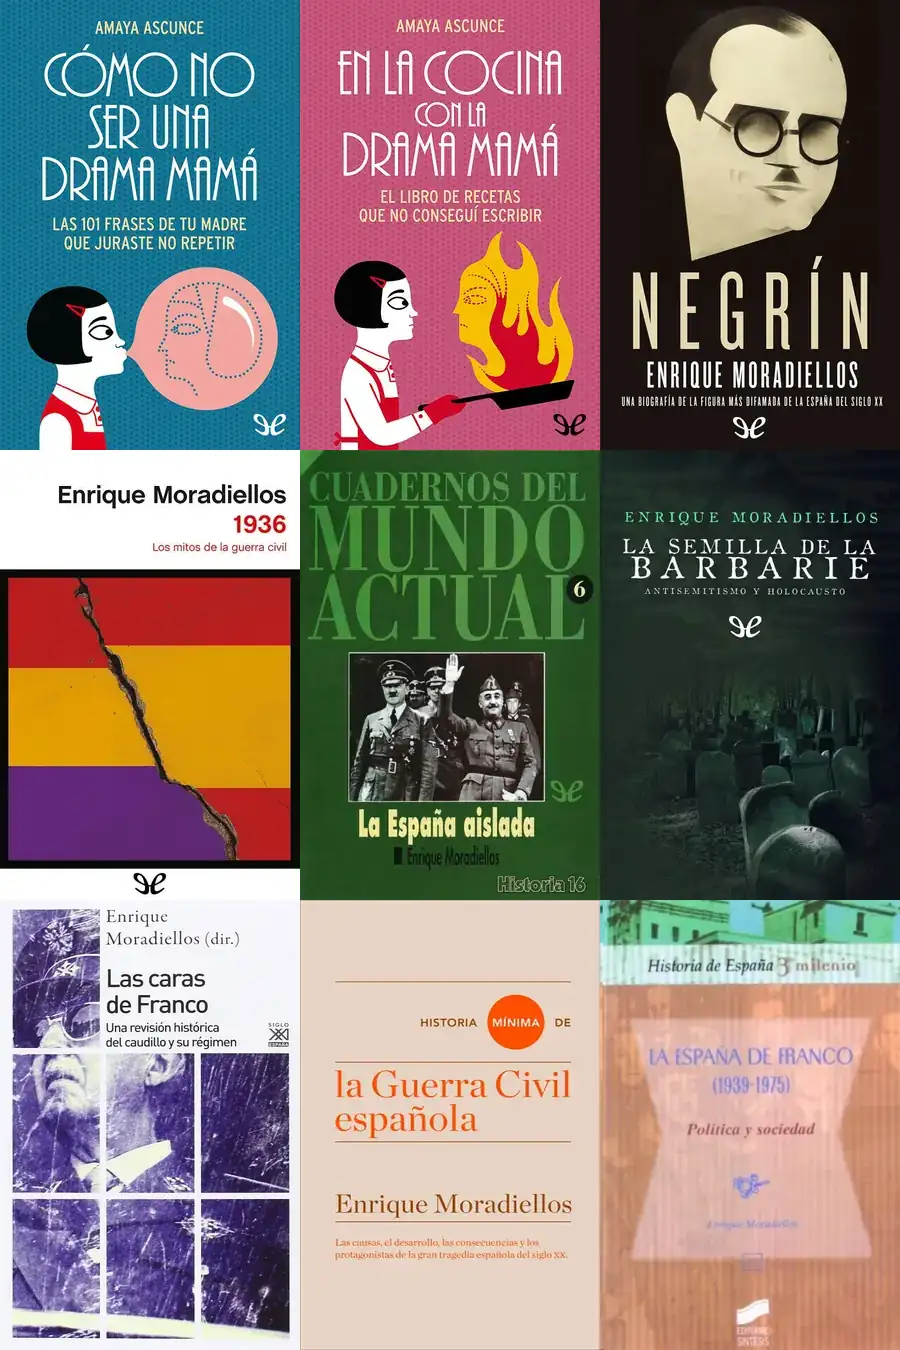 AMAYA ASCUNCE
CÓMO NO
SER UNA
DRAMA MAMÁ
LAS 101 FRASES DE TU MADRE
QUE JURASTE NO REPETIR
AMAYA ASCUNCE
EN LA COCINA
CON LA
DRAMA MAMÁ
EL LIBRO DE RECETAS
QUE NO CONSEGUÍ ESCRIBIR
NEGRÍN
ENRIQUE MORADIELLOS
UNA BIOGRAFÍA DE LA FIGURA MÁS DIFAMADA DE LA ESPAÑA DEL SIGLO XX
Enrique Moradiellos
1936
Los mitos de la guerra civil
CUADERNOS DEL
MUNDO
ACTUAL
6
La España aislada
Enrique Moradiellos
Historia 16
ENRIQUE MORADIELLOS
LA SEMILLA DE LA
BARBARIE
ANTISEMITISMO Y HOLOCAUSTO
Enrique
Moradiellos (dir.)
Las caras
de Franco
Una revisión histórica
del caudillo y su régimen
SIGLO
XXI
ESPAÑA
HISTORIA MÍNIMA DE
la Guerra Civil
española
Enrique Moradiellos
Las causas, el desarrollo, las consecuencias y los
protagonistas de la gran tragedia española del siglo XX.
Historia de España 3er milenio
LA ESPAÑA DE FRANCO
(1939-1975)
Política y sociedad
Enrique Moradiellos
EDITORIAL
SINTESIS